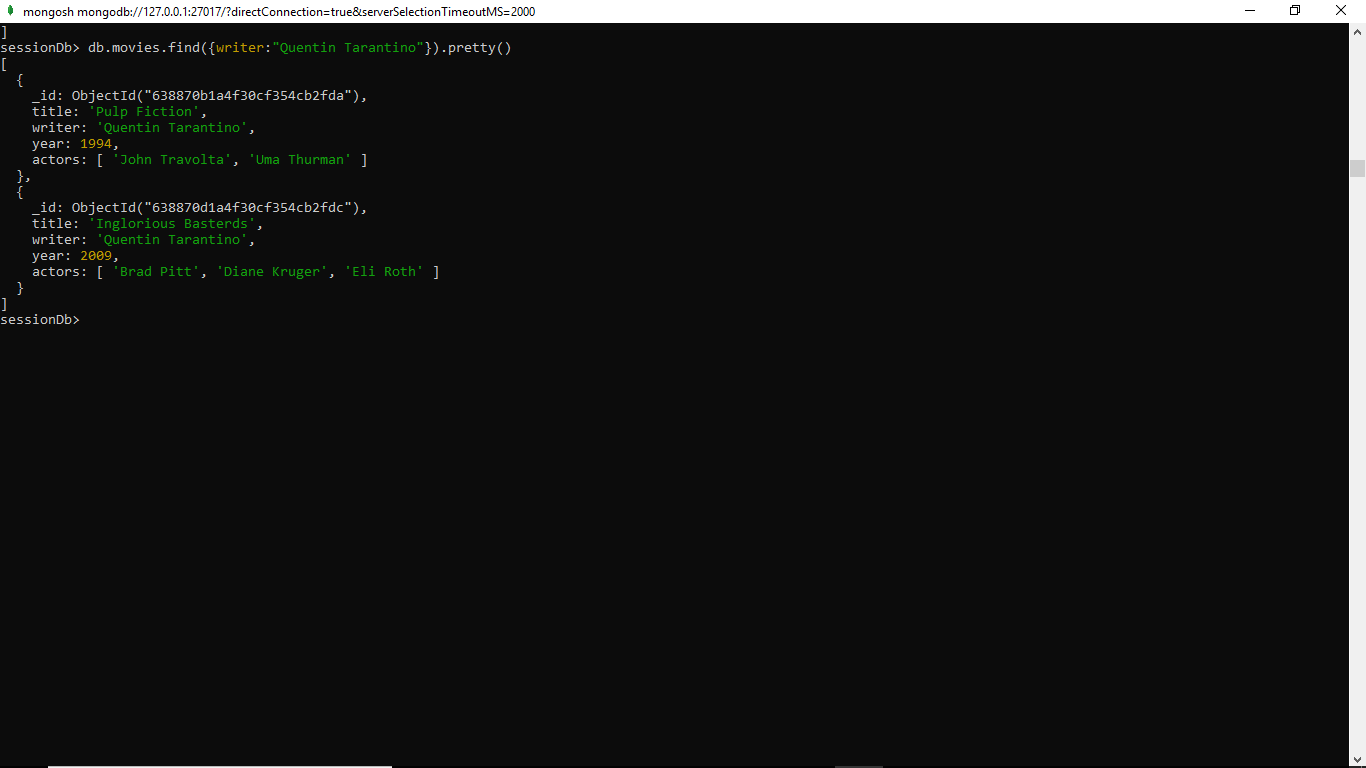 mongosh mongodb://127.0.0.1:27017/?directConnection=true&serverSelectionTimeoutMS=2000
]
sessionDb> db.movies.find({writer:"Quentin Tarantino"}).pretty()
[
  {
    _id: ObjectId("638870b1a4f30cf354cb2fda"),
    title: 'Pulp Fiction',
    writer: 'Quentin Tarantino',
    year: 1994,
    actors: [ 'John Travolta', 'Uma Thurman' ]
  },
  {
    _id: ObjectId("638870d1a4f30cf354cb2fdc"),
    title: 'Inglorious Basterds',
    writer: 'Quentin Tarantino',
    year: 2009,
    actors: [ 'Brad Pitt', 'Diane Kruger', 'Eli Roth' ]
  }
]
sessionDb>